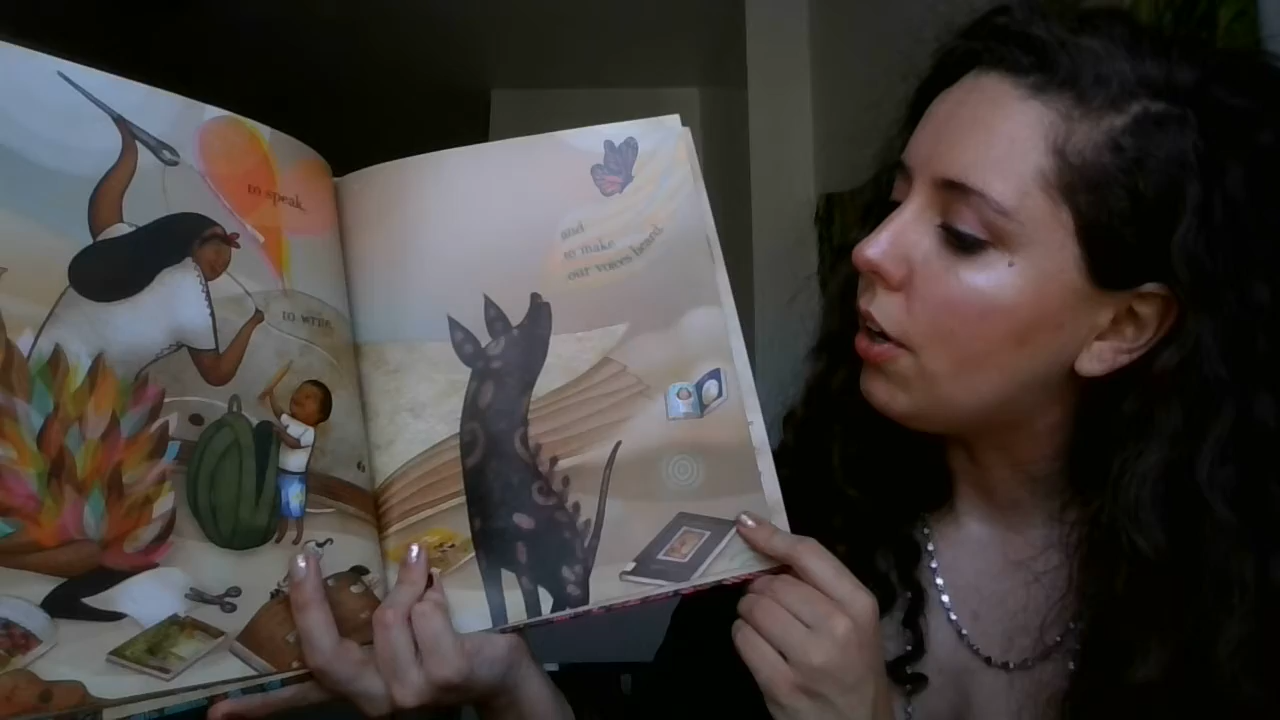 to speak,
to write,
and
to make
our voices heard.